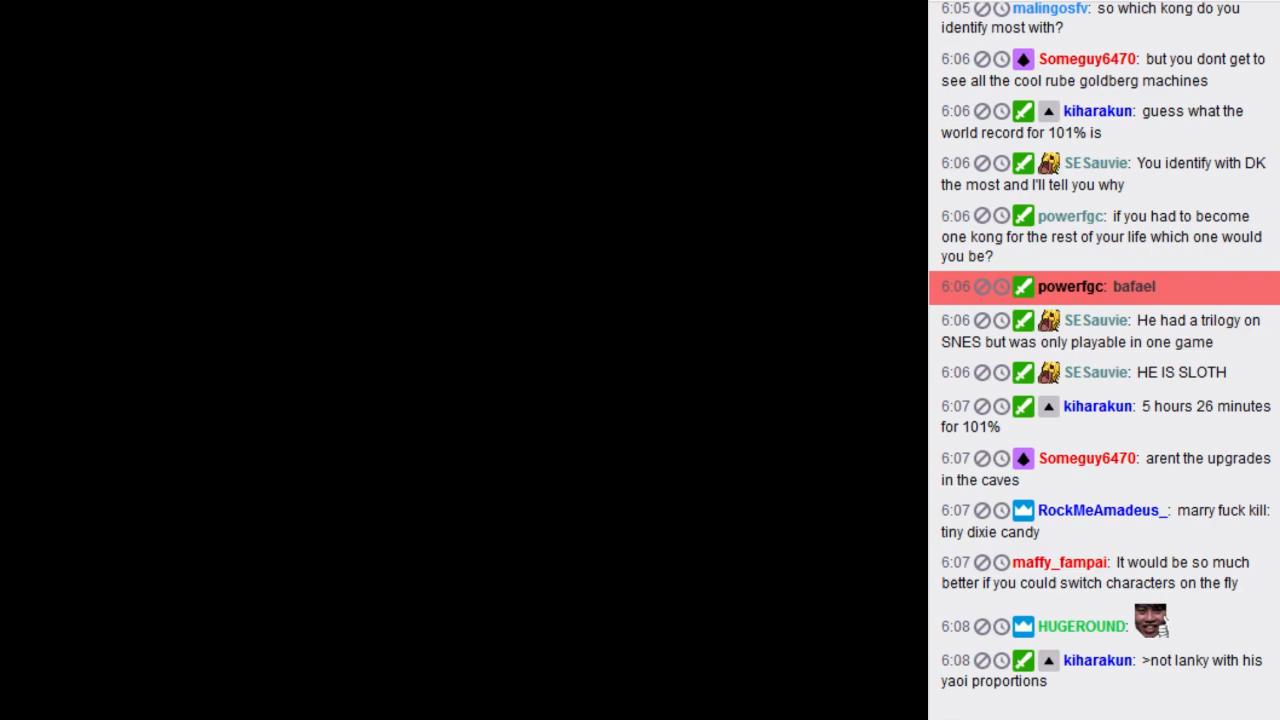 6:05 malingosfv: so which kong do you
identify most with?
6:06 Someguy6470: but you dont get to
see all the cool rube goldberg machines
6:06 kiharakun: guess what the
world record for 101% is
6:06 SESauvie: You identify with DK
the most and I'll tell you why
6:06 powerfgc: if you had to become
one kong for the rest of your life which one would
you be?
6:06 powerfgc: bafael
6:06 SESauvie: He had a trilogy on
SNES but was only playable in one game
6:06 SESauvie: HE IS SLOTH
6:07 kiharakun: 5 hours 26 minutes
for 101%
6:07 Someguy6470: arent the upgrades
in the caves
6:07 RockMeAmadeus_: marry fuck kill:
tiny dixie candy
6:07 maffy_fampai: It would be so much
better if you could switch characters on the fly
6:08 HUGEROUND:
6:08 kiharakun: >not lanky with his
yaoi proportions